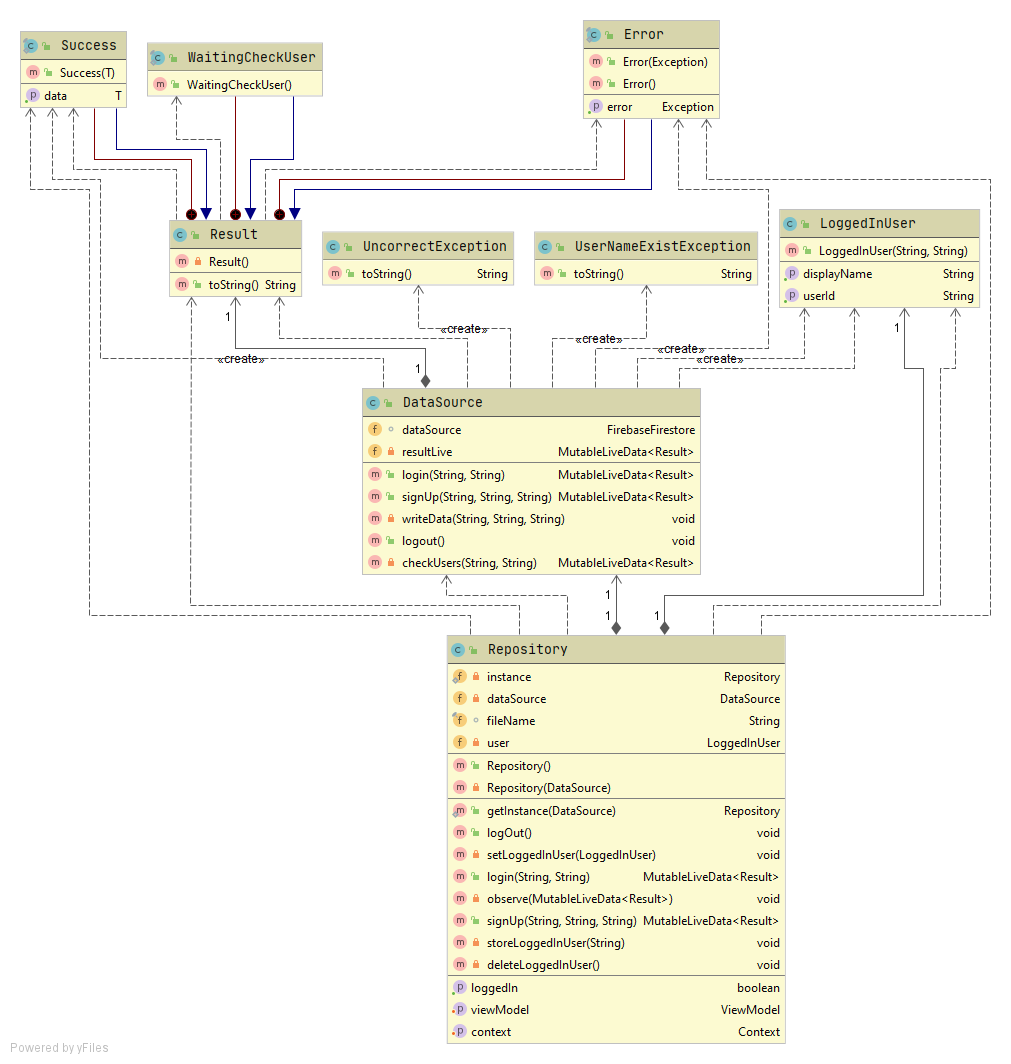 Success
Success(T)
data T
WaitingCheckUser
WaitingCheckUser()
Error
Error(Exception)
Error()
error Exception
Result
Result()
toString() String
UncorrectException
toString() String
UserNameExistException
toString() String
LoggedInUser
LoggedInUser(String, String)
displayName String
userId String
1
1
«create»
«create»
«create»
«create»
«create»
1
DataSource
dataSource FirebaseFirestore
resultLive MutableLiveData<Result>
login(String, String) MutableLiveData<Result>
signUp(String, String, String) MutableLiveData<Result>
writeData(String, String, String) void
logout() void
checkUsers(String, String) MutableLiveData<Result>
1
1
1
Repository
instance Repository
dataSource DataSource
fileName String
user LoggedInUser
Repository()
Repository(DataSource)
getInstance(DataSource) Repository
logOut() void
setLoggedInUser(LoggedInUser) void
login(String, String) MutableLiveData<Result>
observe(MutableLiveData<Result>) void
signUp(String, String, String) MutableLiveData<Result>
storeLoggedInUser(String) void
deleteLoggedInUser() void
loggedIn boolean
viewModel ViewModel
context Context
Powered by yFiles